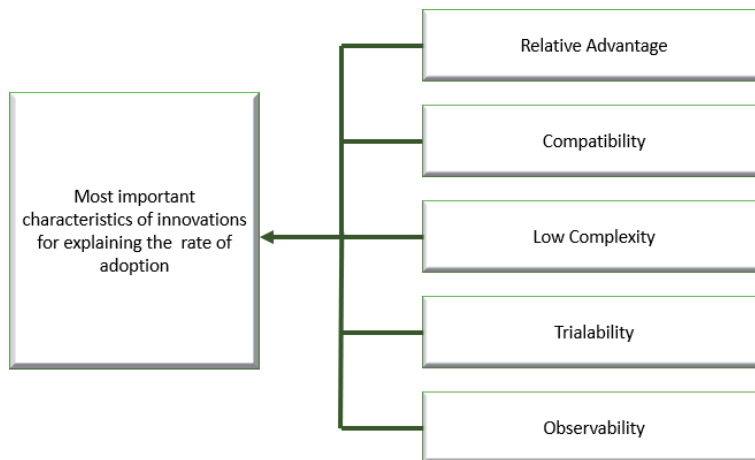 Most important
characteristics of innovations
for explaining the rate of
adoption
Relative Advantage
Compatibility
Low Complexity
Trialability
Observability